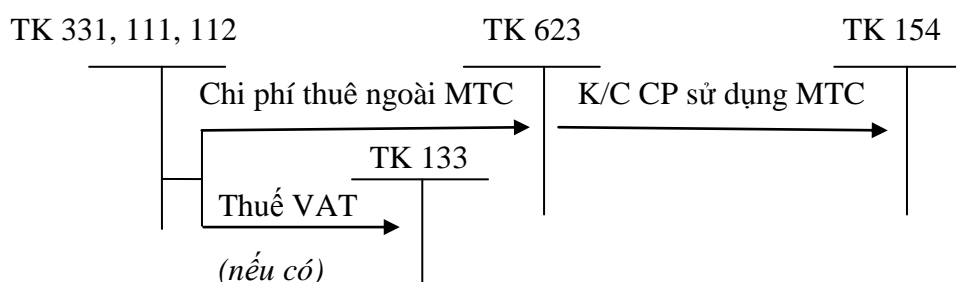 TK 331, 111, 112 TK 623 TK 154
Chi phí thuê ngoài MTC K/C CP sử dụng MTC
TK 133
Thuế VAT
(nếu có)